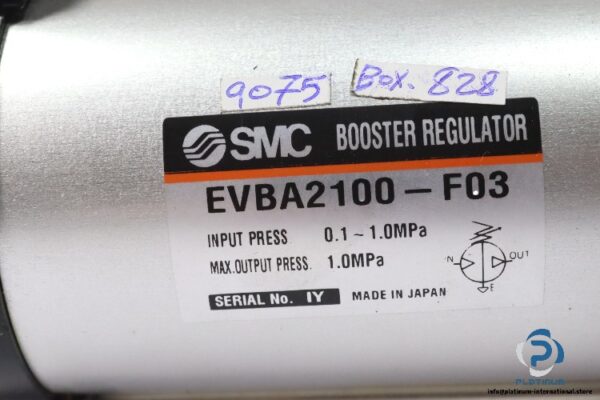 9075
Box. 828
SMC BOOSTER REGULATOR
EVBA2100-F03
INPUT PRESS 0.1~1.0MPa
MAX.OUTPUT PRESS. 1.0MPa
IN OUT
E
SERIAL No. IY MADE IN JAPAN
PLATINUM
info@platinum-international.store